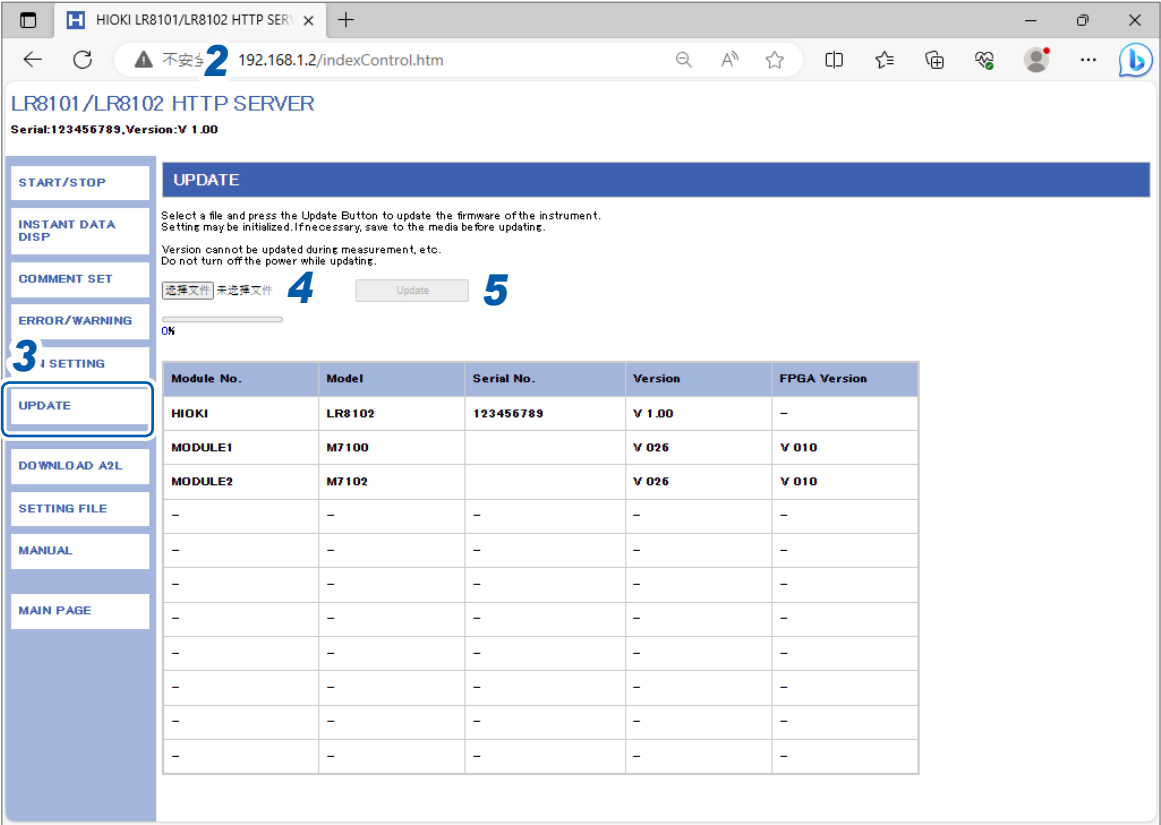 HIOKI LR8101/LR8102 HTTP SER
不安全 2 192.168.1.2/indexControl.htm
LR8101/LR8102 HTTP SERVER
Serial:123456789,Version:V 1.00
START/STOP
INSTANT DATA
DISP
COMMENT SET
ERROR/WARNING
3
SETTING
UPDATE
DOWNLOAD A2L
SETTING FILE
MANUAL
MAIN PAGE
UPDATE
Select a file and press the Update Button to update the firmware of the instrument.
Setting may be initialized. If necessary, save to the media before updating.
Version cannot be updated during measurement, etc.
Do not turn off the power while updating.
选择文件 未选择文件 4 Update 5
0%
Module No. Model Serial No. Version FPGA Version
HIOKI LR8102 123456789 V 1.00 -
MODULE1 M7100 V 026 V 010
MODULE2 M7102 V 026 V 010
- - - - -
- - - - -
- - - - -
- - - - -
- - - - -
- - - - -
- - - - -
- - - - -